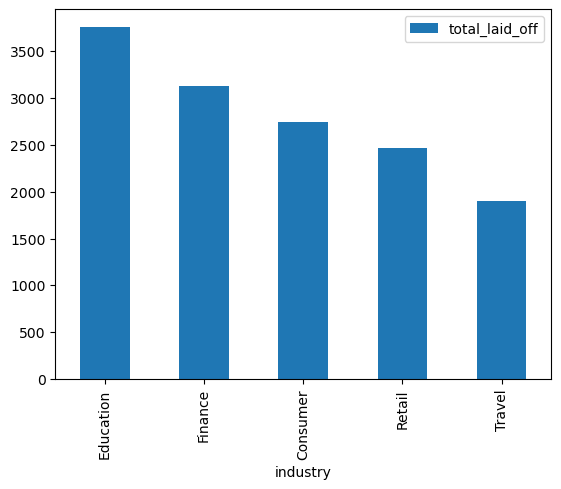 total_laid_off
3500
3000
2500
2000
1500
1000
500
0
Education
Finance
Consumer
Retail
Travel
industry